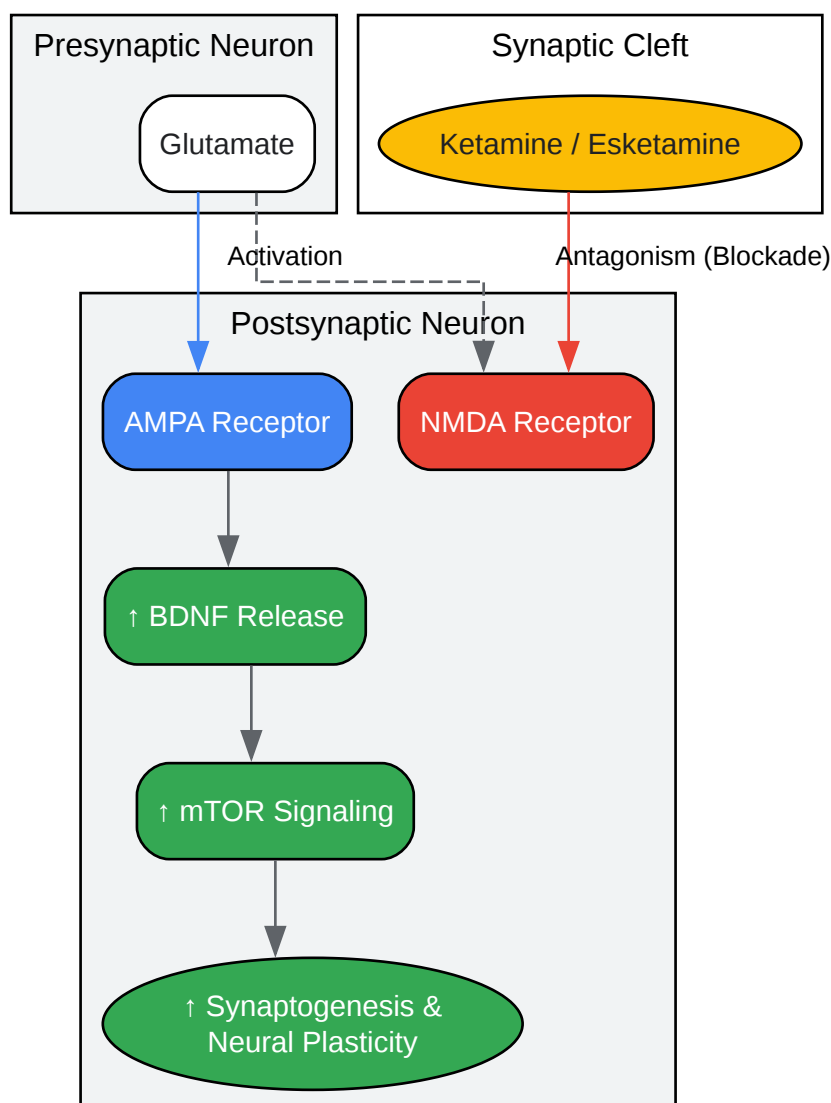 Presynaptic Neuron
Synaptic Cleft
Glutamate
Ketamine / Esketamine
Activation
Antagonism (Blockade)
Postsynaptic Neuron
AMPA Receptor
NMDA Receptor
↑ BDNF Release
↑ mTOR Signaling
↑ Synaptogenesis &
Neural Plasticity